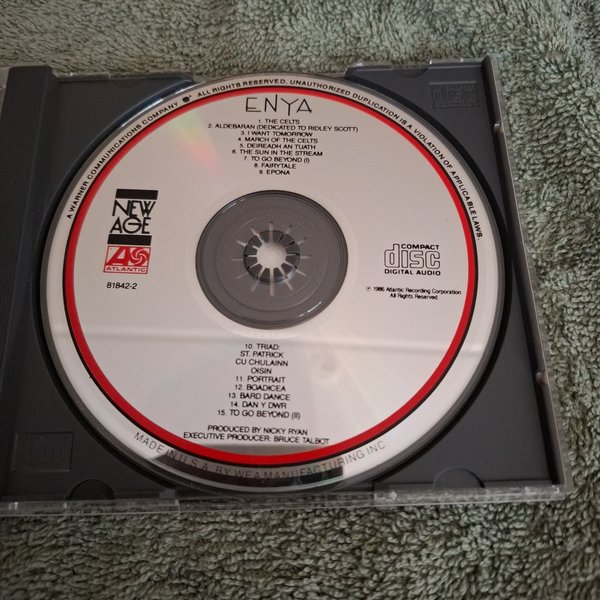 A WARNER COMMUNICATIONS COMPANY • ALL RIGHTS RESERVED. UNAUTHORIZED DUPLICATION IS A VIOLATION OF APPLICABLE LAWS.
ENYA
1. THE CELTS
2. ALDEBARAN (DEDICATED TO RIDLEY SCOTT)
3. I WANT TOMORROW
4. MARCH OF THE CELTS
5. DEIREADH AN TUATH
6. THE SUN IN THE STREAM
7. TO GO BEYOND (I)
8. FAIRYTALE
9. EPONA
NEW
AGE
ATLANTIC
81842-2
COMPACT
disc
DIGITAL AUDIO
℗ 1986 Atlantic Recording Corporation
All Rights Reserved.
10. TRIAD:
ST. PATRICK
CU CHULAINN
OISIN
11. PORTRAIT
12. BOADICEA
13. BARD DANCE
14. DAN Y DWR
15. TO GO BEYOND (II)
PRODUCED BY NICKY RYAN
EXECUTIVE PRODUCER: BRUCE TALBOT
MADE IN U.S.A. BY WEA MANUFACTURING INC.